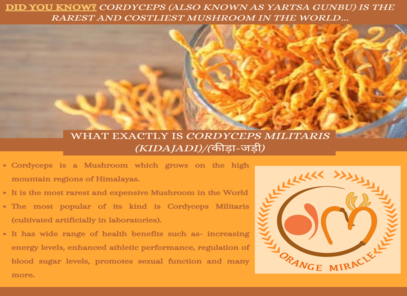 DID YOU KNOW? CORDYCEPS (ALSO KNOWN AS YARTSA GUNBU) IS THE
RAREST AND COSTLIEST MUSHROOM IN THE WORLD...
WHAT EXACTLY IS CORDYCEPS MILITARIS
(KIDAJADI)/(कीड़ा-जड़ी)
Cordyceps is a Mushroom which grows on the high
mountain regions of Himalayas.
It is the most rarest and expensive Mushroom in the World
The most popular of its kind is Cordyceps Militaris
(cultivated artificially in laboratories).
It has wide range of health benefits such as- increasing
energy levels, enhanced athletic performance, regulation of
blood sugar levels, promotes sexual function and many
more.
ORANGE MIRACLE